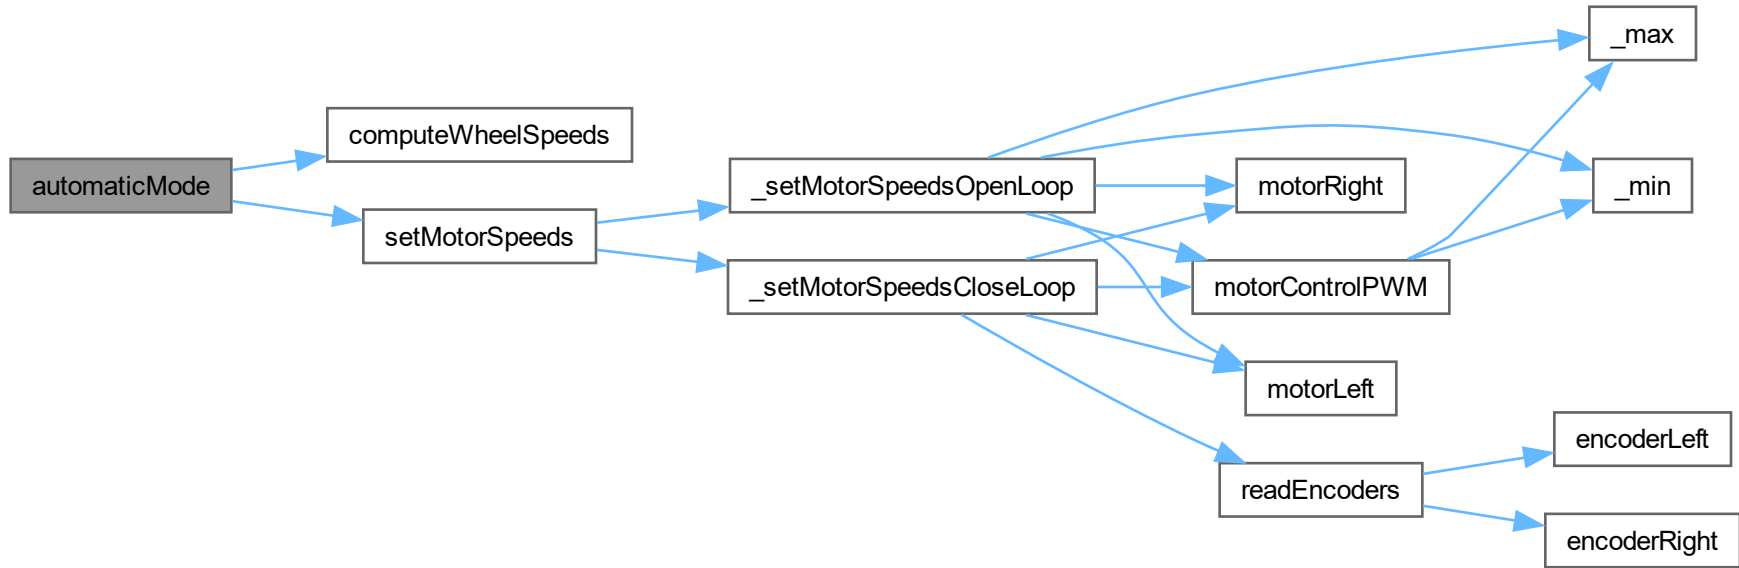 automaticMode
computeWheelSpeeds
setMotorSpeeds
_setMotorSpeedsOpenLoop
_setMotorSpeedsCloseLoop
motorRight
motorControlPWM
motorLeft
readEncoders
_max
_min
encoderLeft
encoderRight